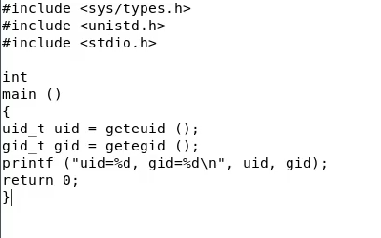 #include <sys/types.h>
#include <unistd.h>
#include <stdio.h>
int
main ()
{
uid_t uid = geteuid ();
gid_t gid = getegid ();
printf ("uid=%d, gid=%d\n", uid, gid);
return 0;
}